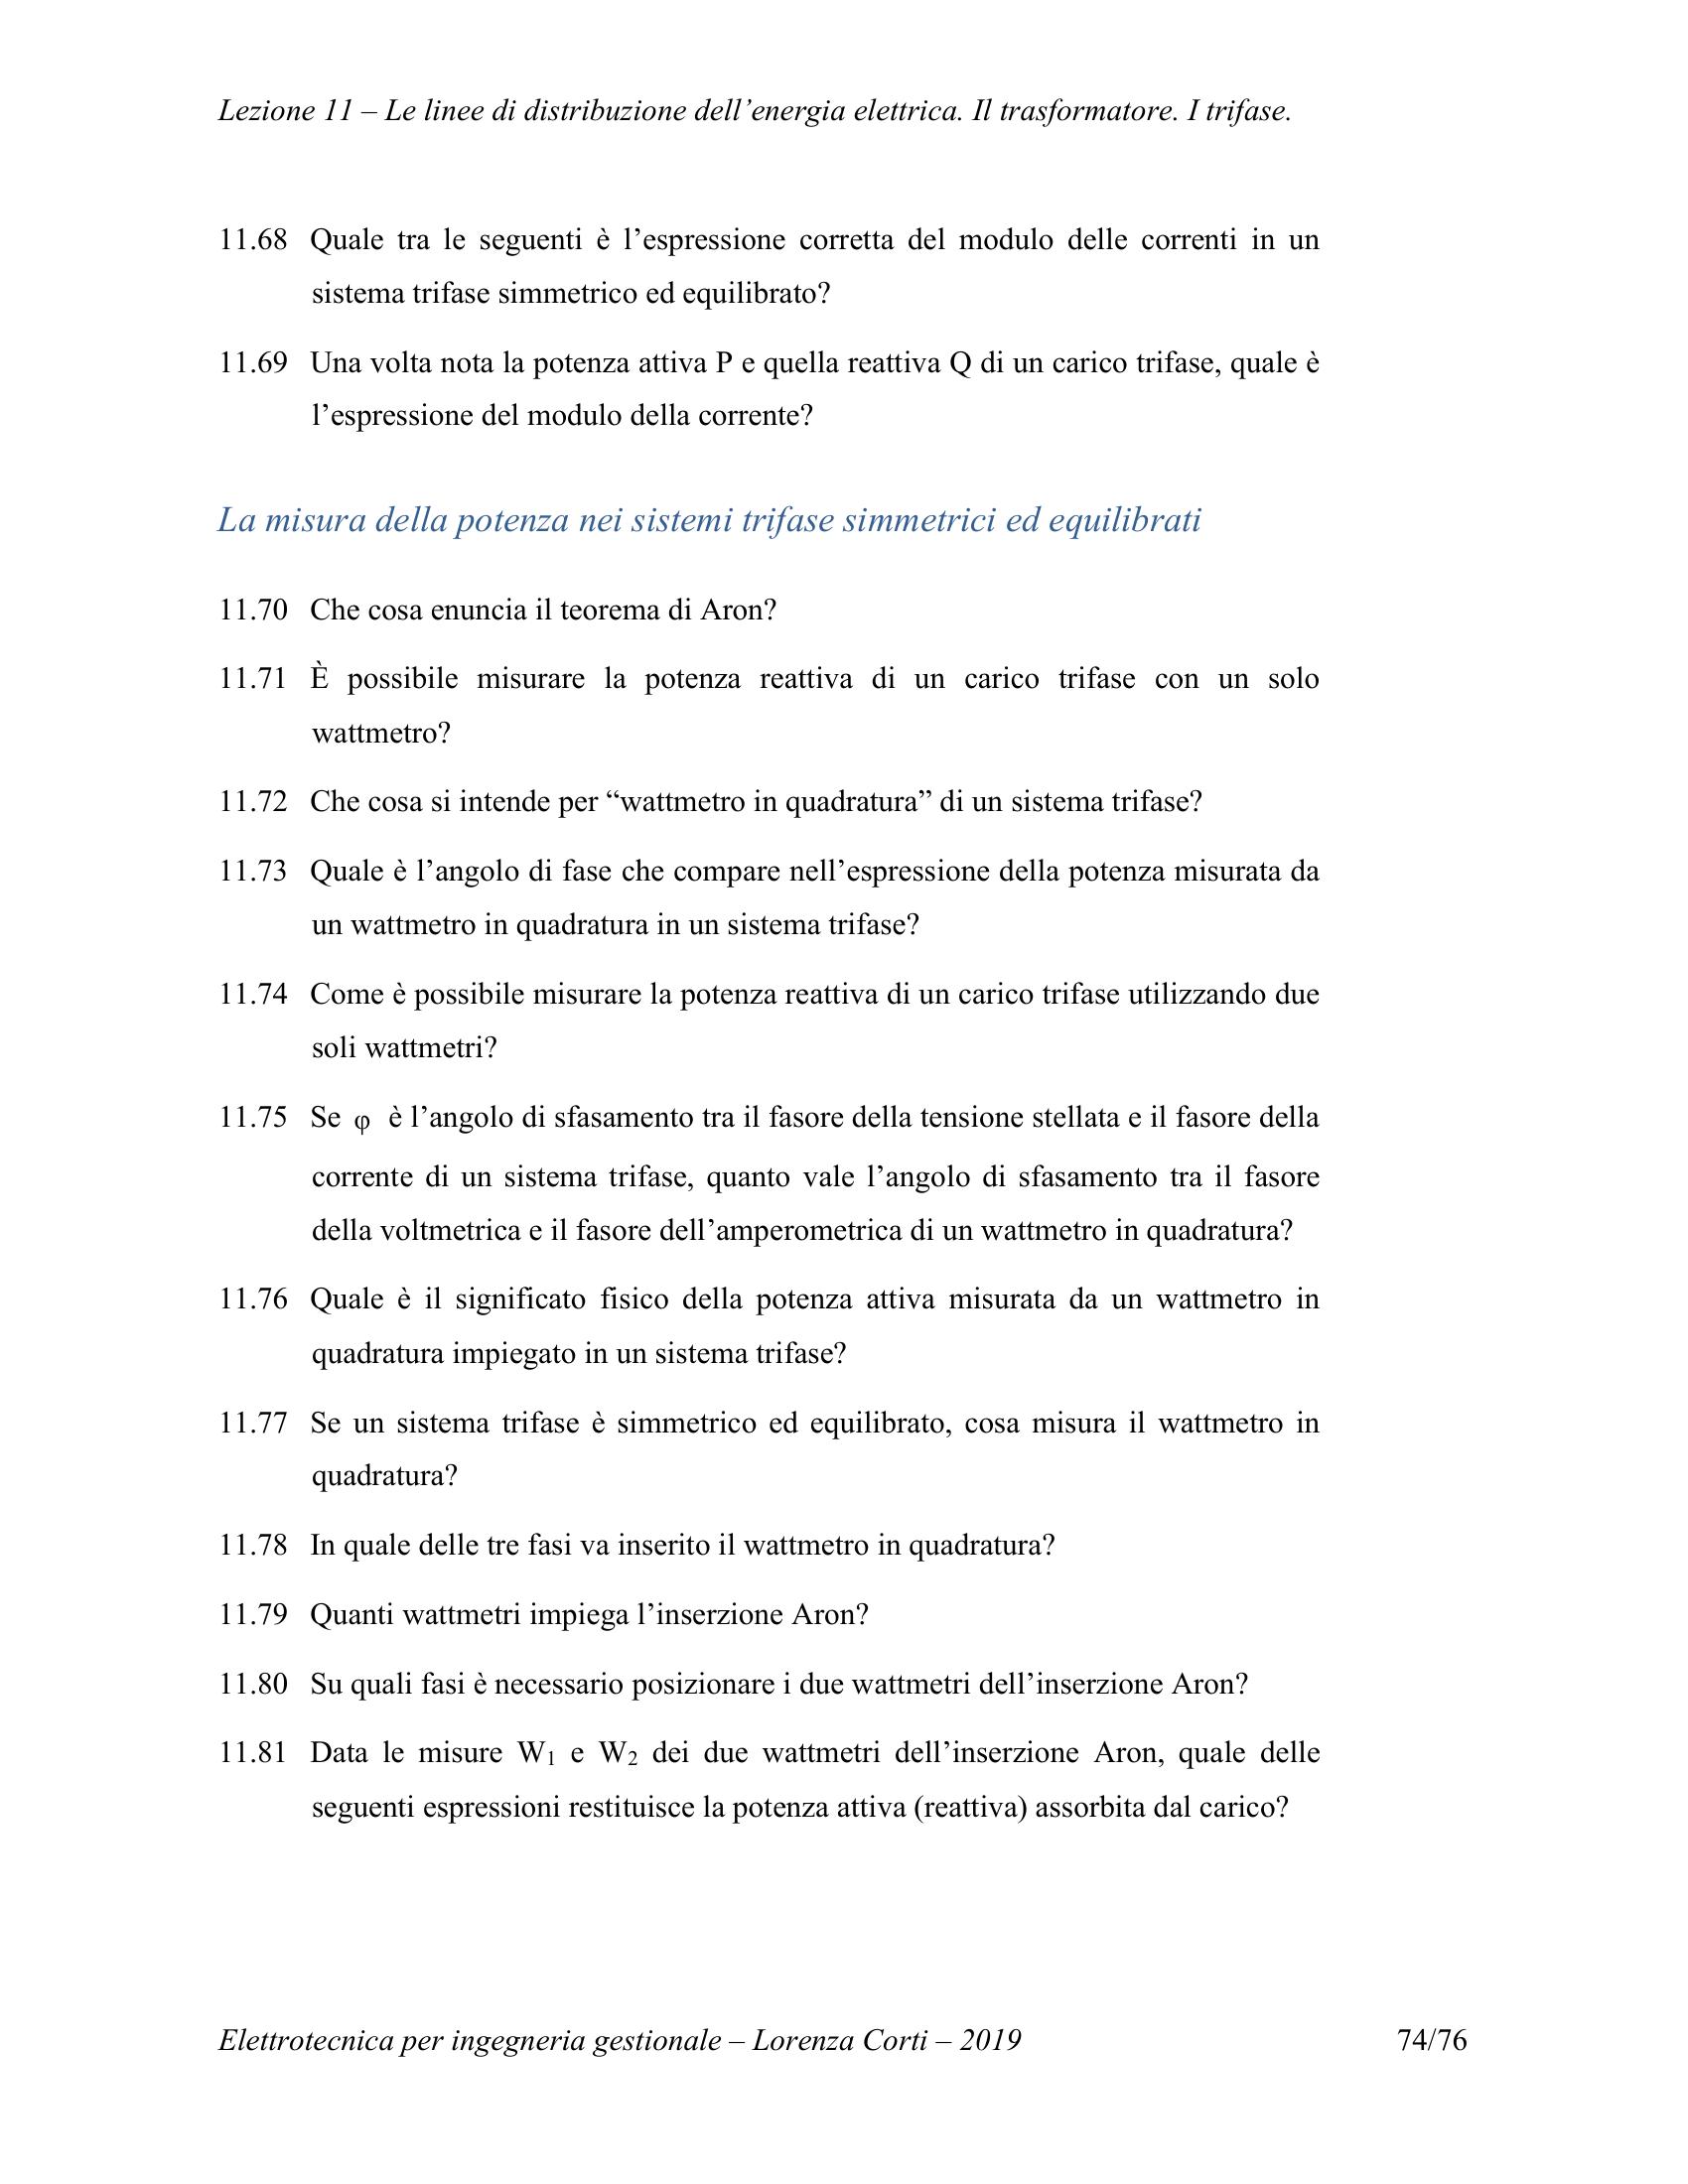 Lezione 11 – Le linee di distribuzione dell’energia elettrica. Il trasformatore. I trifase.
11.68 Quale tra le seguenti è l’espressione corretta del modulo delle correnti in un
sistema trifase simmetrico ed equilibrato?
11.69 Una volta nota la potenza attiva P e quella reattiva Q di un carico trifase, quale è
l’espressione del modulo della corrente?
La misura della potenza nei sistemi trifase simmetrici ed equilibrati
11.70 Che cosa enuncia il teorema di Aron?
11.71 È possibile misurare la potenza reattiva di un carico trifase con un solo
wattmetro?
11.72 Che cosa si intende per “wattmetro in quadratura” di un sistema trifase?
11.73 Quale è l’angolo di fase che compare nell’espressione della potenza misurata da
un wattmetro in quadratura in un sistema trifase?
11.74 Come è possibile misurare la potenza reattiva di un carico trifase utilizzando due
soli wattmetri?
11.75 Se φ è l’angolo di sfasamento tra il fasore della tensione stellata e il fasore della
corrente di un sistema trifase, quanto vale l’angolo di sfasamento tra il fasore
della voltmetrica e il fasore dell’amperometrica di un wattmetro in quadratura?
11.76 Quale è il significato fisico della potenza attiva misurata da un wattmetro in
quadratura impiegato in un sistema trifase?
11.77 Se un sistema trifase è simmetrico ed equilibrato, cosa misura il wattmetro in
quadratura?
11.78 In quale delle tre fasi va inserito il wattmetro in quadratura?
11.79 Quanti wattmetri impiega l’inserzione Aron?
11.80 Su quali fasi è necessario posizionare i due wattmetri dell’inserzione Aron?
11.81 Data le misure W₁ e W₂ dei due wattmetri dell’inserzione Aron, quale delle
seguenti espressioni restituisce la potenza attiva (reattiva) assorbita dal carico?
Elettrotecnica per ingegneria gestionale – Lorenza Corti – 2019 74/76